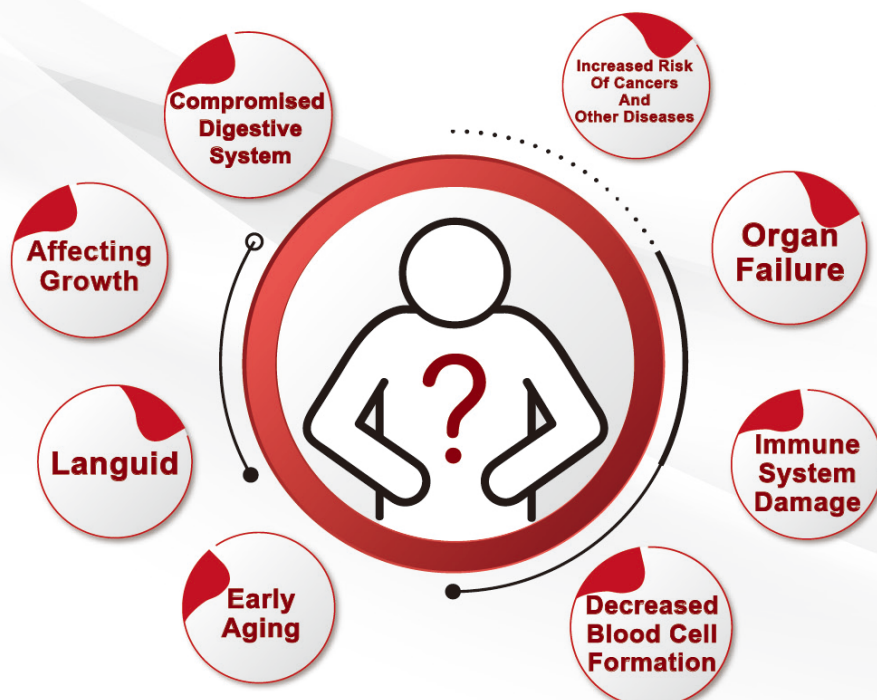 Compromised
Digestive
System
Increased Risk
Of Cancers
And
Other Diseases
Affecting
Growth
Organ
Failure
?
Languid
Immune
System
Damage
Early
Aging
Decreased
Blood Cell
Formation